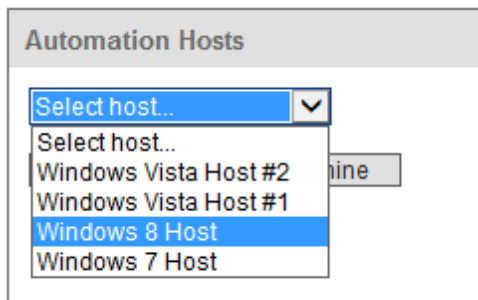 Automation Hosts
Select host...
Select host...
Windows Vista Host #2
Windows Vista Host #1
Windows 8 Host
Windows 7 Host